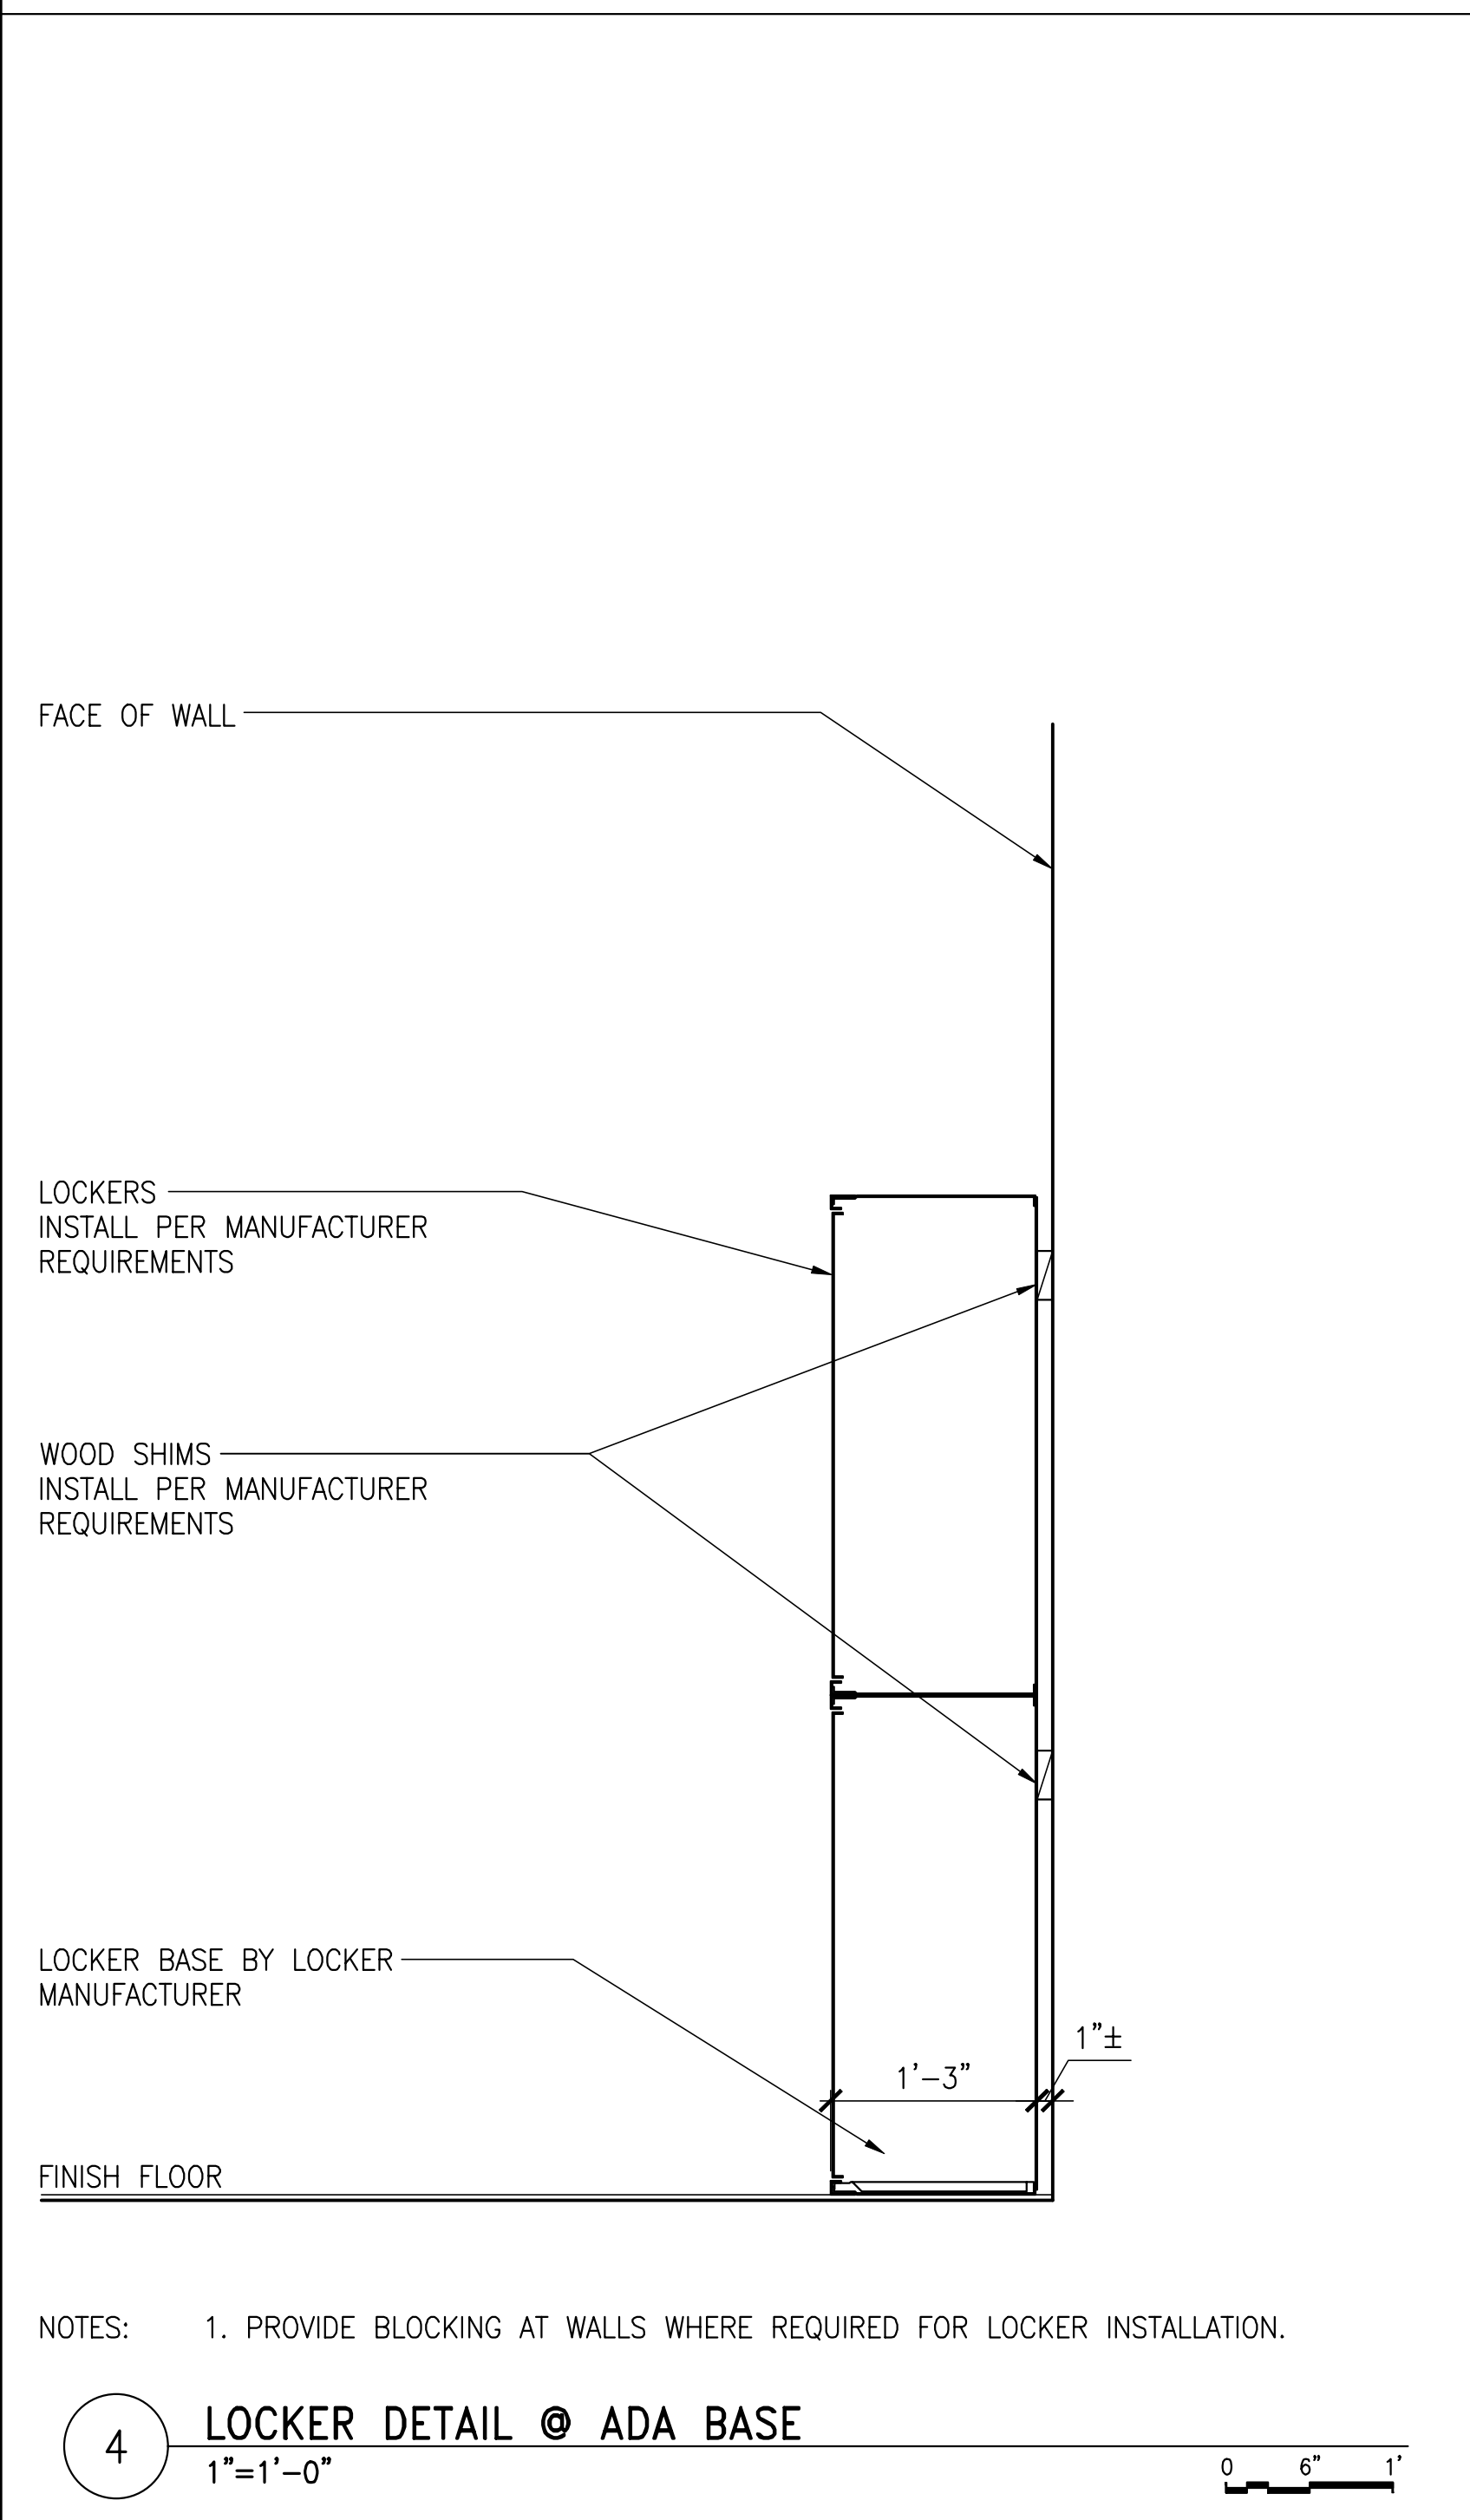 FACE OF WALL
LOCKERS
INSTALL PER MANUFACTURER
REQUIREMENTS
WOOD SHIMS
INSTALL PER MANUFACTURER
REQUIREMENTS
LOCKER BASE BY LOCKER
MANUFACTURER
1"±
1'-3"
FINISH FLOOR
NOTES: 1. PROVIDE BLOCKING AT WALLS WHERE REQUIRED FOR LOCKER INSTALLATION.
4
LOCKER DETAIL @ ADA BASE
1"=1'-0"
0 6" 1'